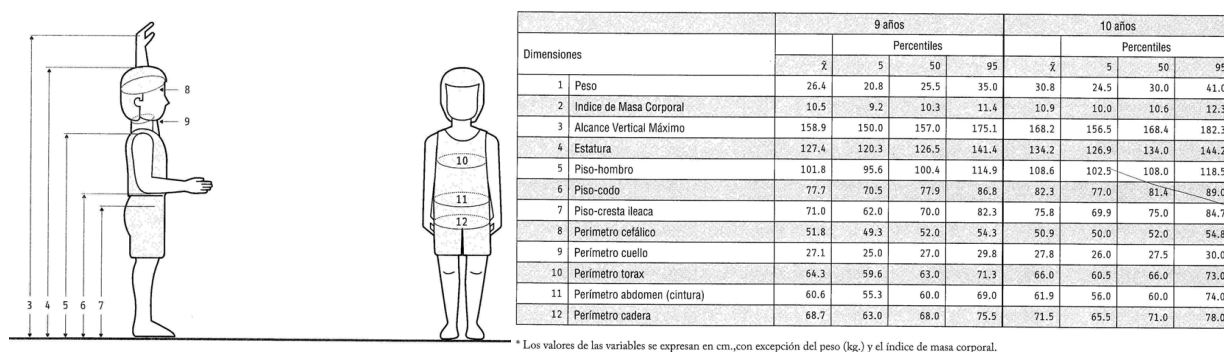 8
9
3 4 5 6 7
10
11
12
9 años 10 años
Dimensiones Percentiles Percentiles
x̄ 5 50 95 x̄ 5 50 95
1 Peso 26.4 20.8 25.5 35.0 30.8 24.5 30.0 41.0
2 Indice de Masa Corporal 10.5 9.2 10.3 11.4 10.9 10.0 10.6 12.3
3 Alcance Vertical Máximo 158.9 150.0 157.0 175.1 168.2 156.5 168.4 182.3
4 Estatura 127.4 120.3 126.5 141.4 134.2 126.9 134.0 144.2
5 Piso-hombro 101.8 95.6 100.4 114.9 108.6 102.5 108.0 118.5
6 Piso-codo 77.7 70.5 77.9 86.8 82.3 77.0 81.4 89.0
7 Piso-cresta ileaca 71.0 62.0 70.0 82.3 75.8 69.9 75.0 84.7
8 Perimetro cefálico 51.8 49.3 52.0 54.3 50.9 50.0 52.0 54.8
9 Perímetro cuello 27.1 25.0 27.0 29.8 27.8 26.0 27.5 30.0
10 Perímetro torax 64.3 59.6 63.0 71.3 66.0 60.5 66.0 73.0
11 Perímetro abdomen (cintura) 60.6 55.3 60.0 69.0 61.9 56.0 60.0 74.0
12 Perímetro cadera 68.7 63.0 68.0 75.5 71.5 65.5 71.0 78.0
* Los valores de las variables se expresan en cm.,con excepción del peso (kg.) y el índice de masa corporal.